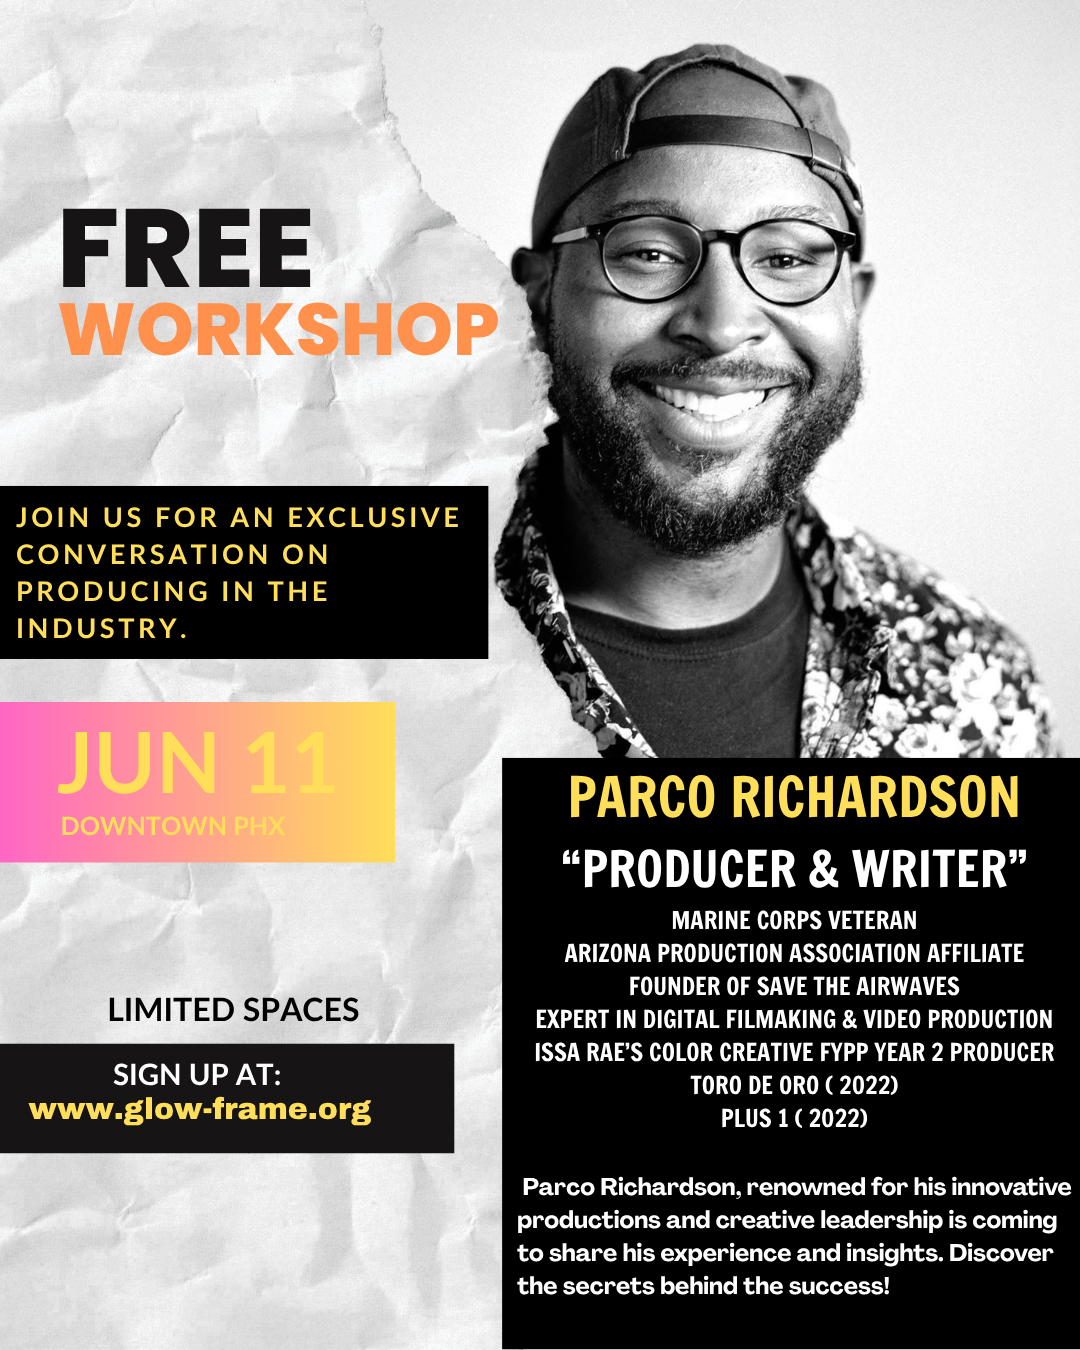 FREE
WORKSHOP
JOIN US FOR AN EXCLUSIVE
CONVERSATION ON
PRODUCING IN THE
INDUSTRY.
JUN 11
DOWNTOWN PHX
LIMITED SPACES
SIGN UP AT:
www.glow-frame.org
PARCO RICHARDSON
“PRODUCER & WRITER”
MARINE CORPS VETERAN
ARIZONA PRODUCTION ASSOCIATION AFFILIATE
FOUNDER OF SAVE THE AIRWAVES
EXPERT IN DIGITAL FILMAKING & VIDEO PRODUCTION
ISSA RAE’S COLOR CREATIVE FYPP YEAR 2 PRODUCER
TORO DE ORO ( 2022)
PLUS 1 ( 2022)
Parco Richardson, renowned for his innovative
productions and creative leadership is coming
to share his experience and insights. Discover
the secrets behind the success!